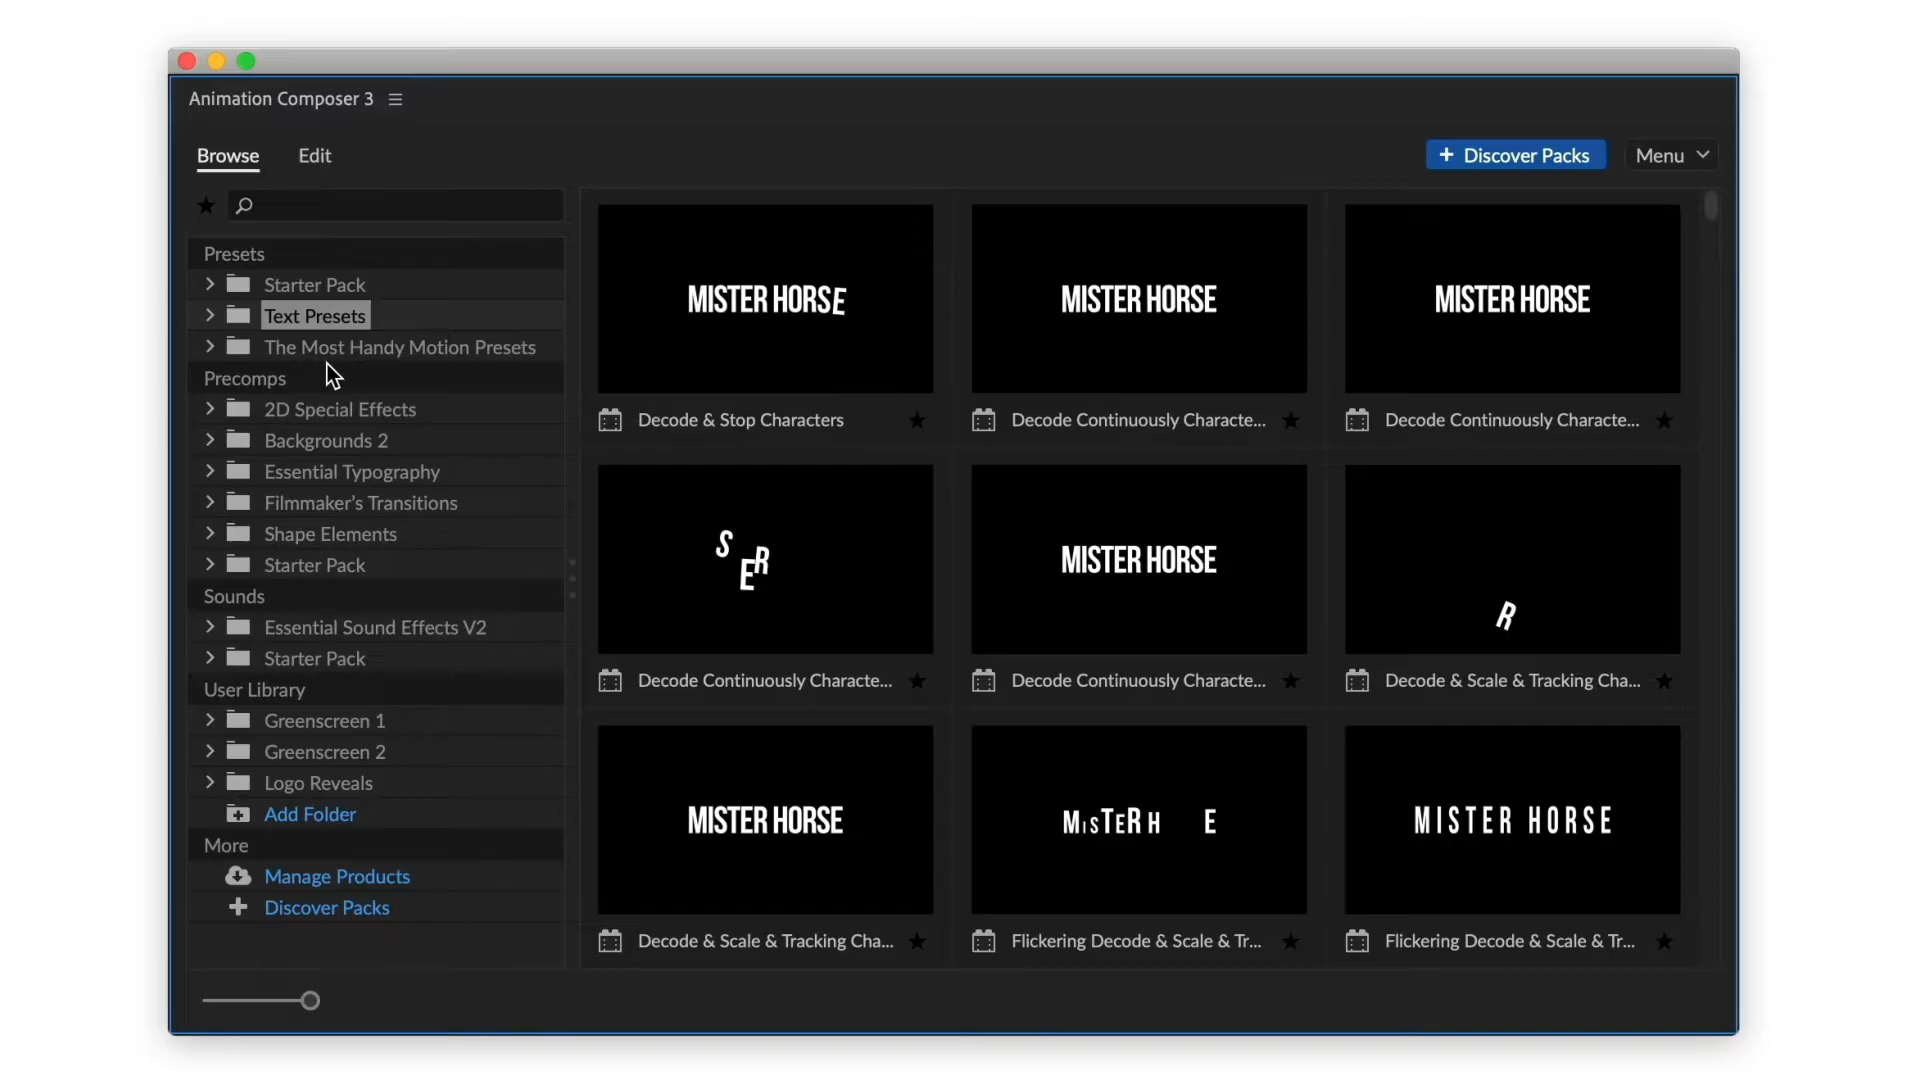 Animation Composer 3
Browse Edit
+ Discover Packs Menu
Presets
Starter Pack
Text Presets
The Most Handy Motion Presets
Precomps
2D Special Effects
Backgrounds 2
Essential Typography
Filmmaker's Transitions
Shape Elements
Starter Pack
Sounds
Essential Sound Effects V2
Starter Pack
User Library
Greenscreen 1
Greenscreen 2
Logo Reveals
Add Folder
More
Manage Products
Discover Packs
MISTER HORSE
MISTER HORSE
MISTER HORSE
Decode & Stop Characters
Decode Continuously Characte...
Decode Continuously Characte...
S ER
MISTER HORSE
R
Decode Continuously Characte...
Decode Continuously Characte...
Decode & Scale & Tracking Cha...
MISTER HORSE
MISTER H E
MISTER HORSE
Decode & Scale & Tracking Cha...
Flickering Decode & Scale & Tr...
Flickering Decode & Scale & Tr...